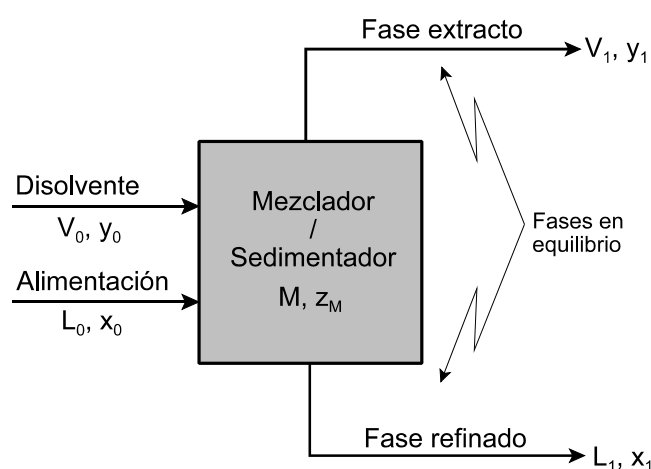 Fase extracto
V₁, y₁
Disolvente
V₀, y₀
Mezclador
/
Sedimentador
M, z_M
Alimentación
L₀, x₀
Fases en
equilibrio
Fase refinado
L₁, x₁